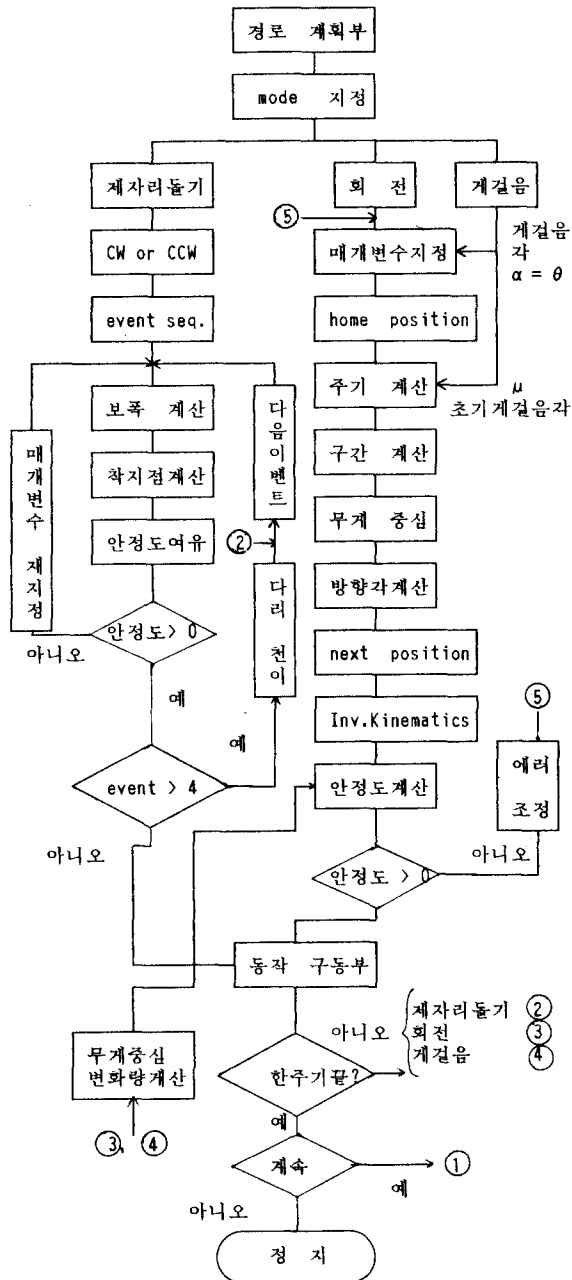 경로 계획부
mode 지정
제자리돌기
회 전
게걸음
⑤
게걸음
각
α = θ
CW or CCW
매개변수지정
event seq.
home position
μ
초기게걸음각
보폭 계산
다음이벤트
주기 계산
매개변수 재지정
착지점계산
구간 계산
안정도여유
②
무게 중심
안정도> 0
다리 천이
방향각계산
아니오
next position
예
예
Inv.Kinematics
⑤
event > 4
안정도계산
에러
조정
아니오
안정도 > 0
아니오
동작 구동부
무게중심
변화량계산
아니오
제자리돌기 ②
회전 ③
게걸음 ④
한주기끝?
③, ④
예
계속
①
예
아니오
정 지